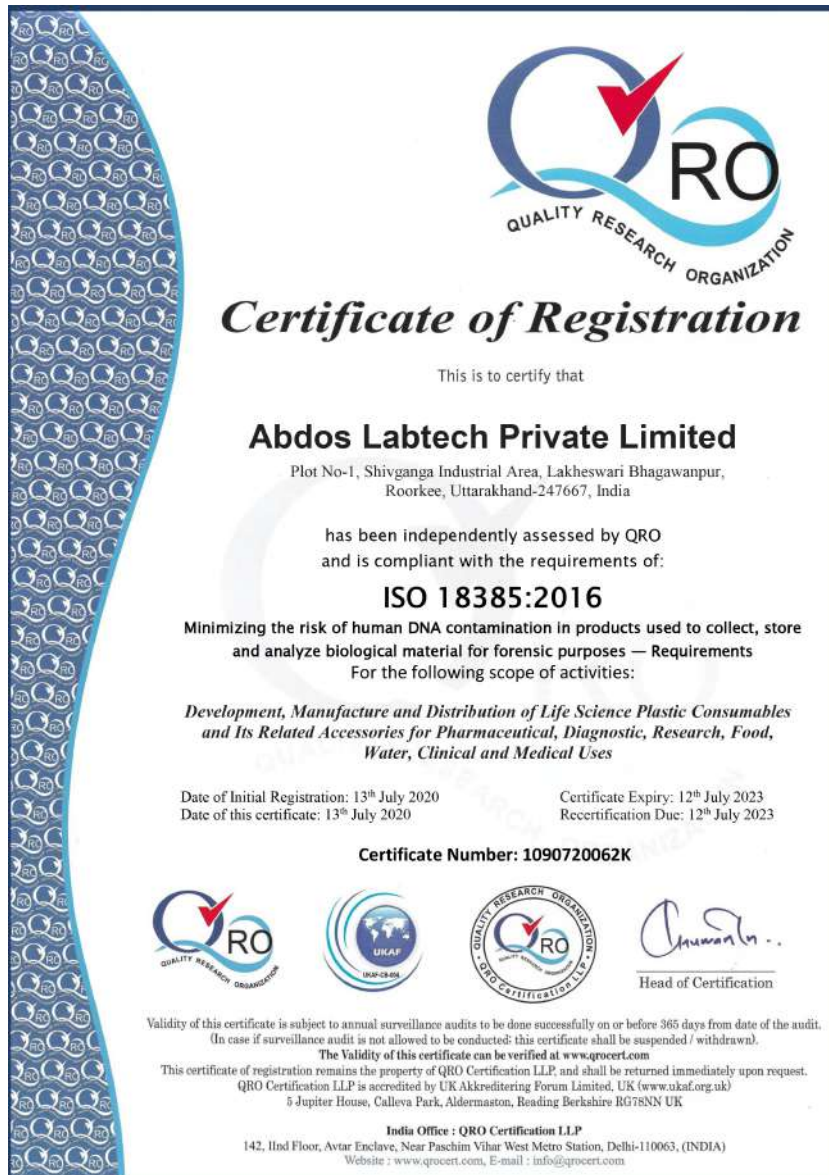 QRO
QUALITY RESEARCH ORGANIZATION
Certificate of Registration
This is to certify that
Abdos Labtech Private Limited
Plot No-1, Shivganga Industrial Area, Lakheswari Bhagawanpur,
Roorkee, Uttarakhand-247667, India
has been independently assessed by QRO
and is compliant with the requirements of:
ISO 18385:2016
Minimizing the risk of human DNA contamination in products used to collect, store
and analyze biological material for forensic purposes — Requirements
For the following scope of activities:
Development, Manufacture and Distribution of Life Science Plastic Consumables
and Its Related Accessories for Pharmaceutical, Diagnostic, Research, Food,
Water, Clinical and Medical Uses
Date of Initial Registration: 13th July 2020
Date of this certificate: 13th July 2020
Certificate Expiry: 12th July 2023
Recertification Due: 12th July 2023
Certificate Number: 1090720062K
QRO
QUALITY RESEARCH ORGANIZATION
UKAF
UKAF-CB-004
QUALITY RESEARCH ORGANIZATION
QRO
QUALITY RESEARCH ORGANIZATION
QRO Certification LLP
Head of Certification
Validity of this certificate is subject to annual surveillance audits to be done successfully on or before 365 days from date of the audit.
(In case if surveillance audit is not allowed to be conducted; this certificate shall be suspended / withdrawn).
The Validity of this certificate can be verified at www.qrocert.com
This certificate of registration remains the property of QRO Certification LLP, and shall be returned immediately upon request.
QRO Certification LLP is accredited by UK Akkreditering Forum Limited, UK (www.ukaf.org.uk)
5 Jupiter House, Calleva Park, Aldermaston, Reading Berkshire RG78NN UK
India Office : QRO Certification LLP
142, IInd Floor, Avtar Enclave, Near Paschim Vihar West Metro Station, Delhi-110063, (INDIA)
Website : www.qrocert.com, E-mail : info@qrocert.com